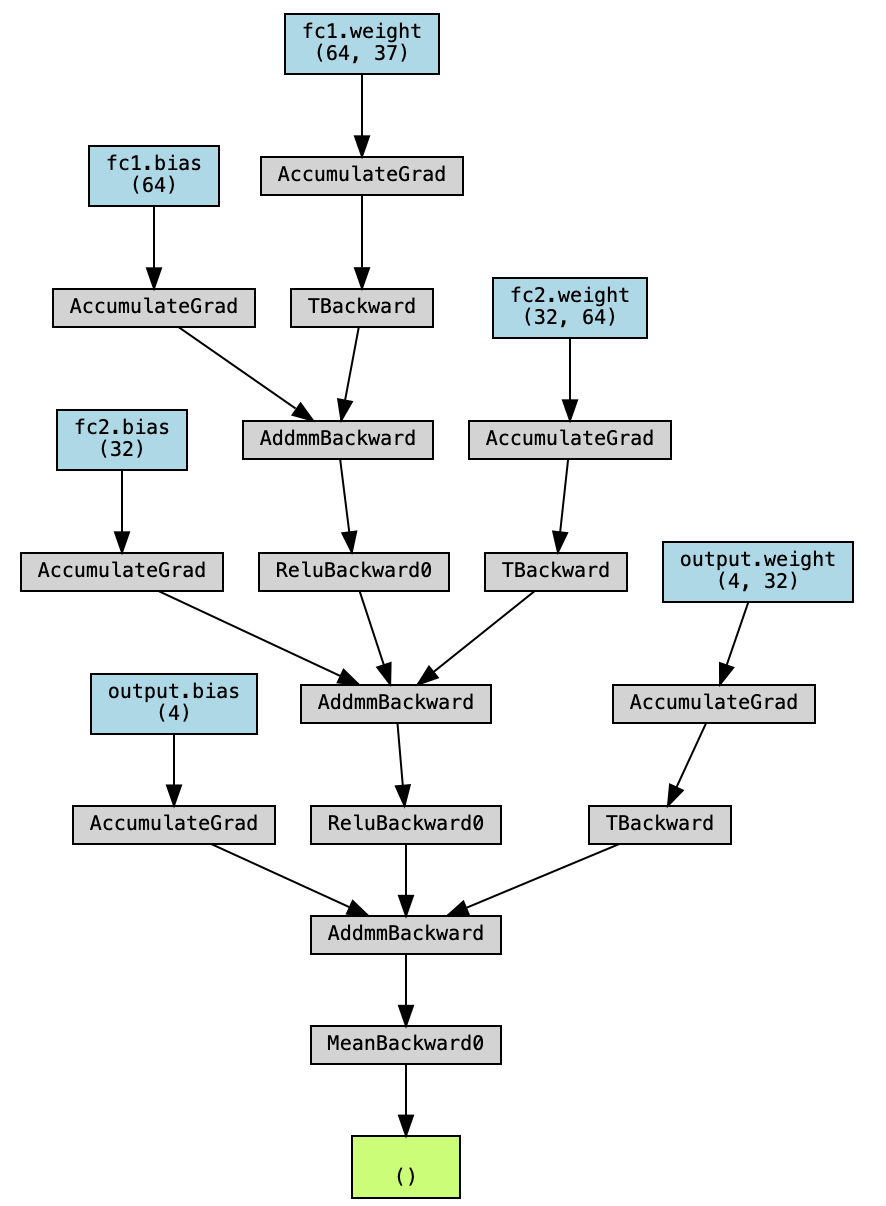 fc1.weight
(64, 37)
fc1.bias
(64)
AccumulateGrad
AccumulateGrad
TBackward
fc2.weight
(32, 64)
fc2.bias
(32)
AddmmBackward
AccumulateGrad
AccumulateGrad
ReluBackward0
TBackward
output.weight
(4, 32)
output.bias
(4)
AddmmBackward
AccumulateGrad
AccumulateGrad
ReluBackward0
TBackward
AddmmBackward
MeanBackward0
()